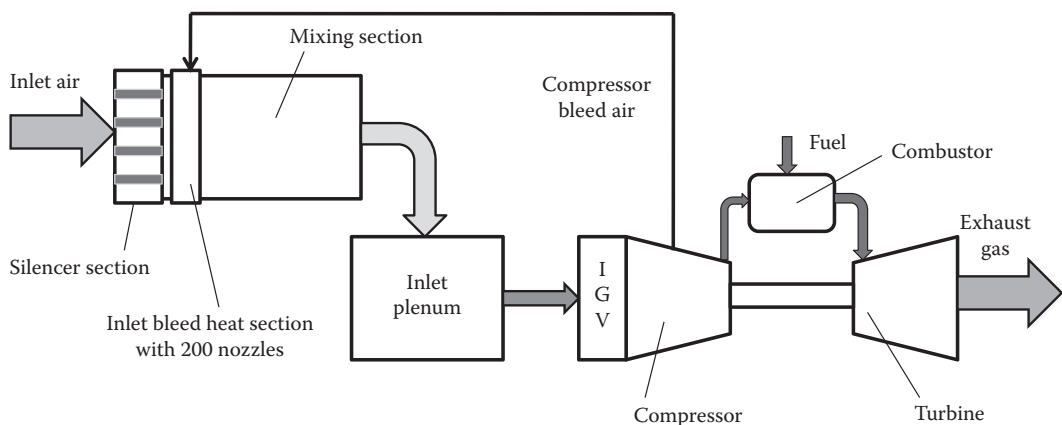 Mixing section
Inlet air
Compressor
bleed air
Fuel
Combustor
Exhaust
gas
Silencer section
Inlet bleed heat section
with 200 nozzles
Inlet
plenum
I
G
V
Compressor
Turbine